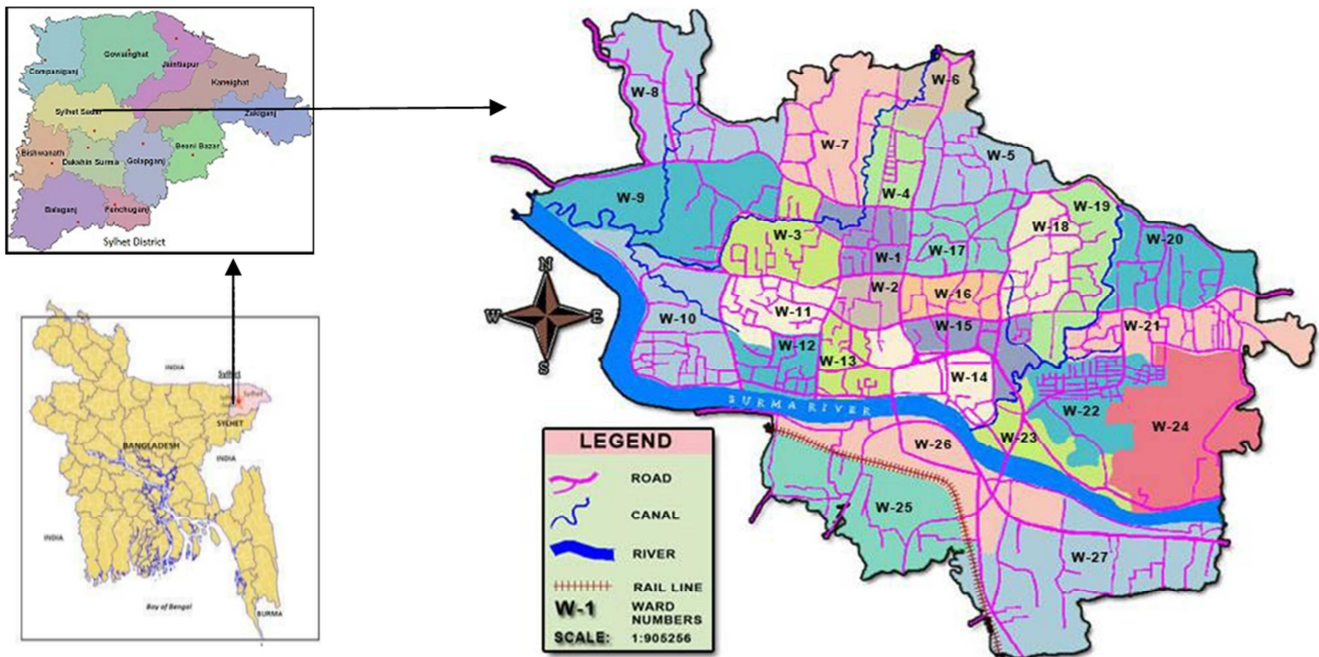 Companiganj
Gowainghat
Jaintiapur
Kanaighat
Sylhet Sadar
Zakiganj
Bishwanath
Dakshin Surma
Golapganj
Beani Bazar
Balaganj
Fenchuganj
Sylhet District
INDIA
Sylhet
SYLHET
BANGLADESH
INDIA
INDIA
Bay of Bengal
BURMA
W-8
W-6
W-7
W-5
W-4
W-9
W-19
W-18
W-3
W-20
W-17
W-1
W-2
W-16
W-11
W-10
W-15
W-21
W-12
W-13
W-14
W-22
W-24
W-23
W-26
W-25
W-27
SURMA RIVER
N
W
E
S
LEGEND
ROAD
CANAL
RIVER
RAIL LINE
W-1 WARD
NUMBERS
SCALE: 1:905256